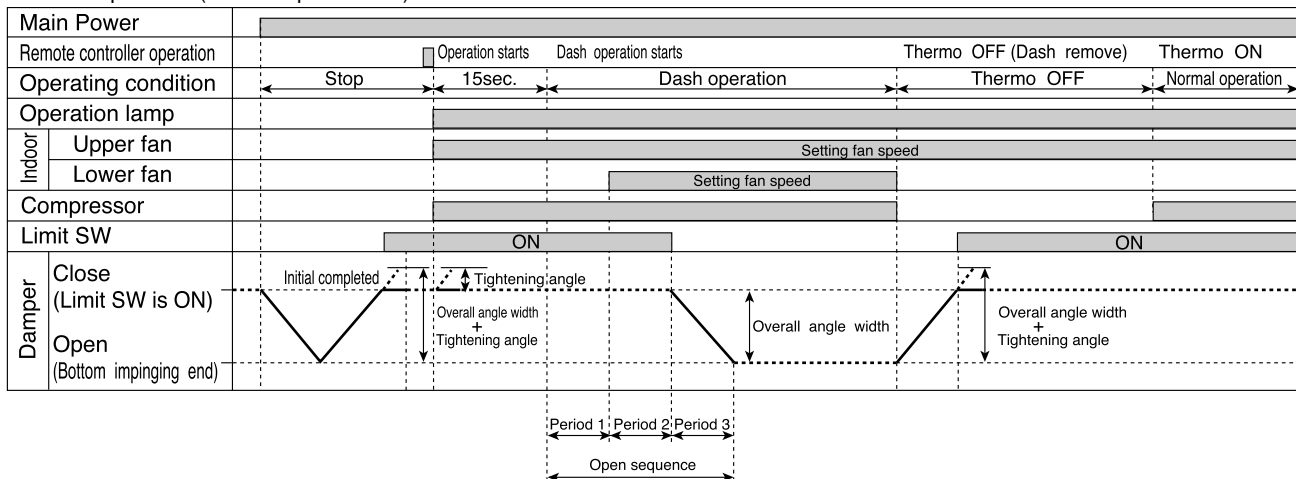 Main Power
Remote controller operation
Operation starts
Dash operation starts
Thermo OFF (Dash remove)
Thermo ON
Operating condition
Stop
15sec.
Dash operation
Thermo OFF
Normal operation
Operation lamp
Indoor
Upper fan
Setting fan speed
Lower fan
Setting fan speed
Compressor
Limit SW
ON
ON
Damper
Close
(Limit SW is ON)
Open
(Bottom impinging end)
Initial completed
Tightening angle
Overall angle width
+
Tightening angle
Overall angle width
Overall angle width
+
Tightening angle
Period 1
Period 2
Period 3
Open sequence